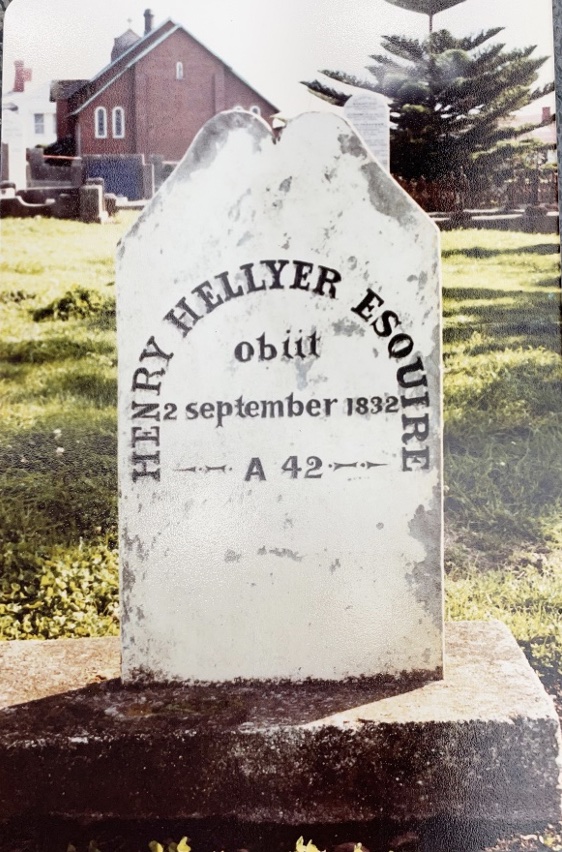 HENRY HELLYER ESQUIRE
obiit
2 september 1832
A 42